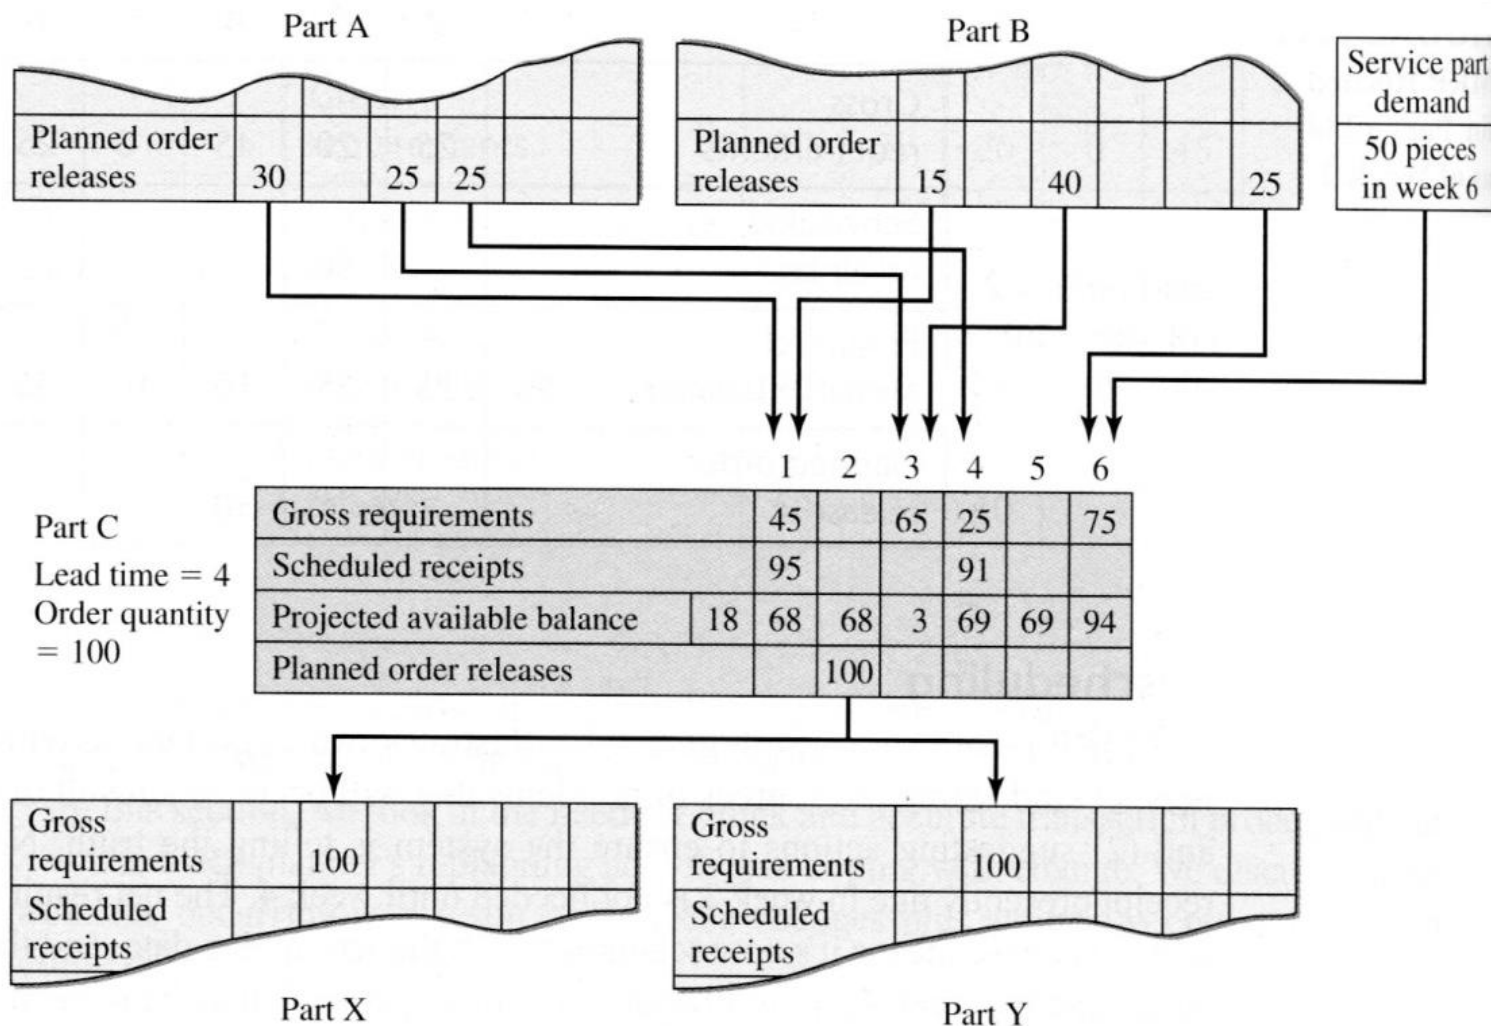 Part A
Part B
Service part
demand
50 pieces
in week 6
Planned order
releases 30 25 25
Planned order
releases 15 40 25
1 2 3 4 5 6
Part C
Lead time = 4
Order quantity
= 100
Gross requirements 45 65 25 75
Scheduled receipts 95 91
Projected available balance 18 68 68 3 69 69 94
Planned order releases 100
Gross
requirements 100
Scheduled
receipts
Part X
Gross
requirements 100
Scheduled
receipts
Part Y